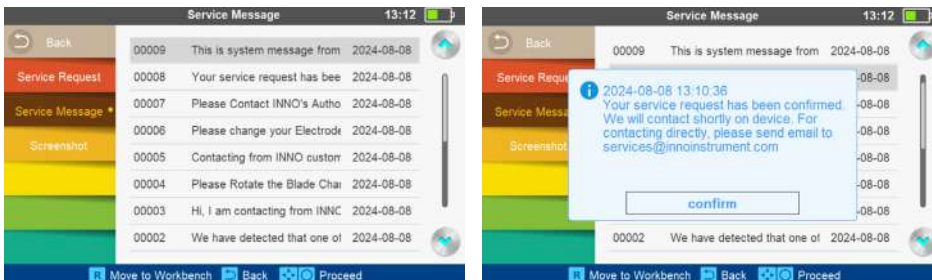 Service Message 13:12
Back
Service Request
Service Message
Screenshot
00009 This is system message from 2024-08-08
00008 Your service request has bee 2024-08-08
00007 Please Contact INNO's Autho 2024-08-08
00006 Please change your Electrode 2024-08-08
00005 Contacting from INNO custom 2024-08-08
00004 Please Rotate the Blade Cha 2024-08-08
00003 Hi, I am contacting from INNO 2024-08-08
00002 We have detected that one of 2024-08-08
R Move to Workbench Back Proceed
Service Message 13:12
Back
Service Reque
Service Messa
Screenshot
00009 This is system message from 2024-08-08
-08-08
2024-08-08 13:10:36
Your service request has been confirmed.
We will contact shortly on device. For
contacting directly, please send email to
services@innoinstrument.com
confirm
-08-08
-08-08
-08-08
-08-08
-08-08
00002 We have detected that one of 2024-08-08
R Move to Workbench Back Proceed